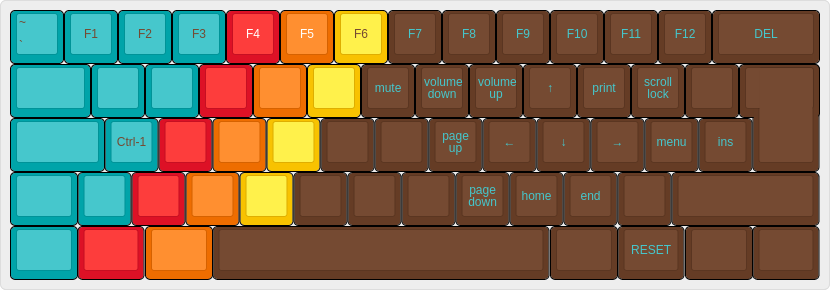 ~
` F1 F2 F3 F4 F5 F6 F7 F8 F9 F10 F11 F12 DEL
mute volume down volume up ↑ print scroll lock
Ctrl-1 page up ← ↓ → menu ins
page down home end
RESET